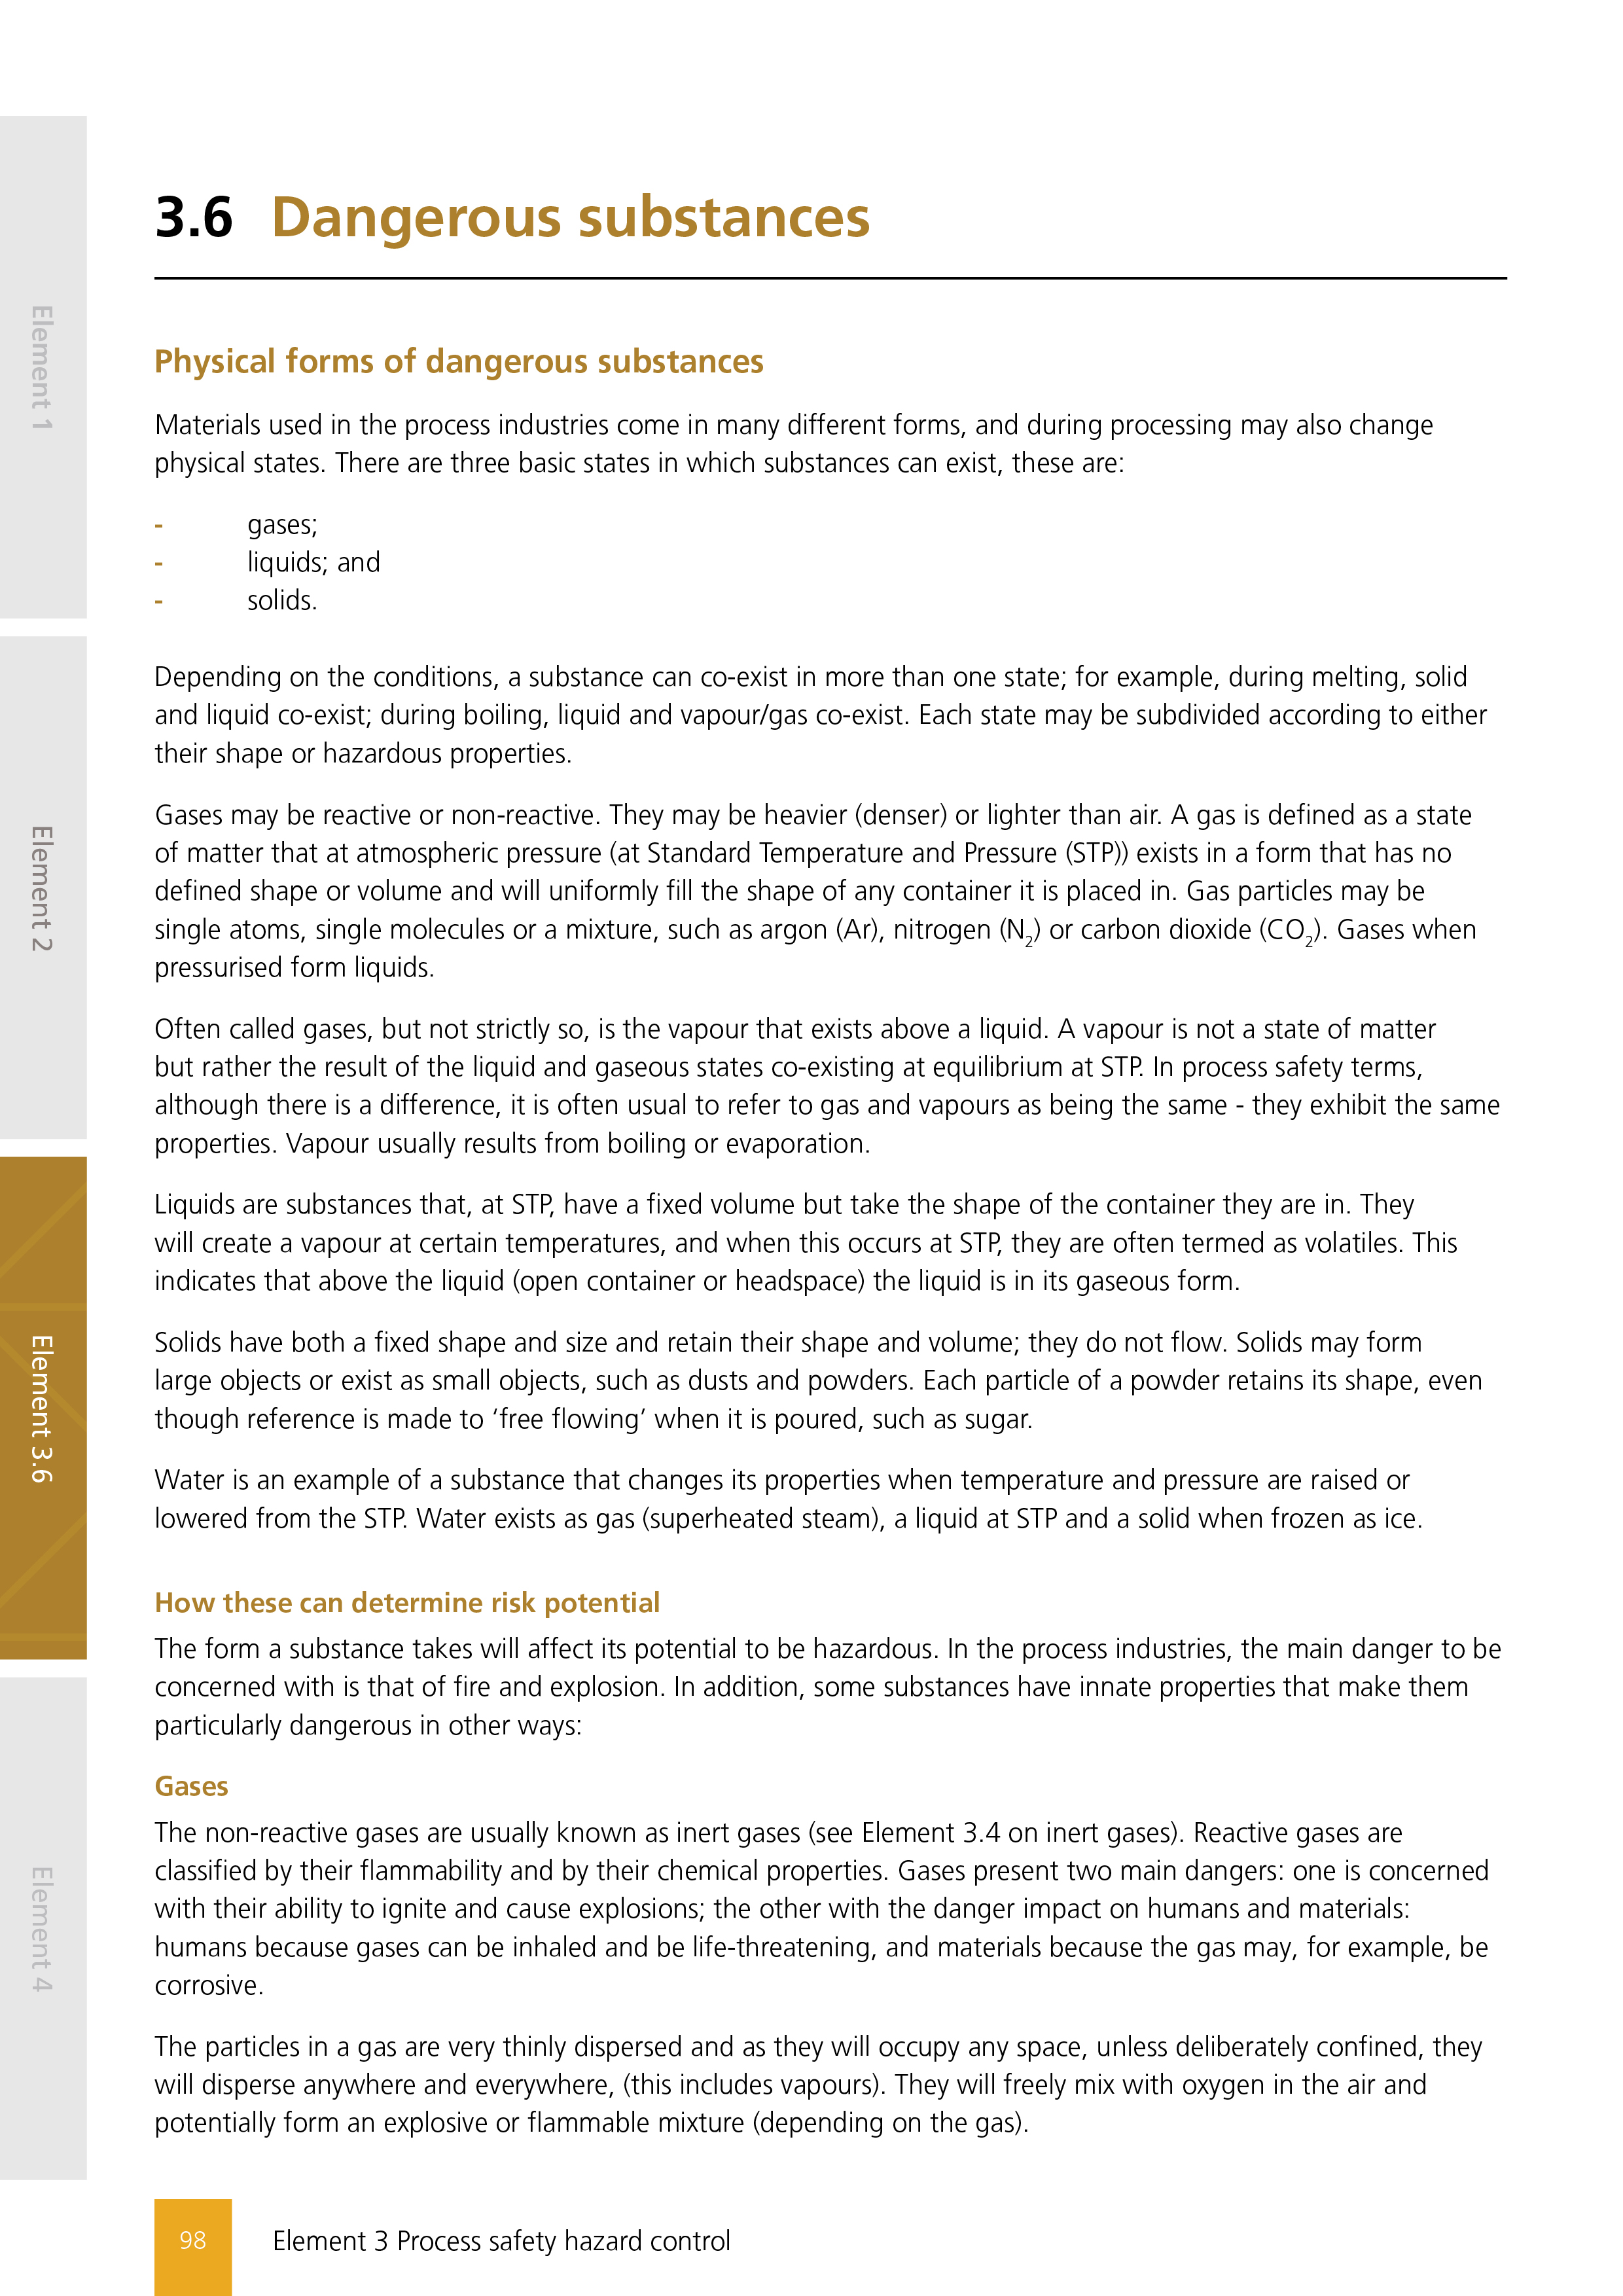 3.6 Dangerous substances
Physical forms of dangerous substances
Materials used in the process industries come in many different forms, and during processing may also change
physical states. There are three basic states in which substances can exist, these are:
- gases;
- liquids; and
- solids.
Depending on the conditions, a substance can co-exist in more than one state; for example, during melting, solid
and liquid co-exist; during boiling, liquid and vapour/gas co-exist. Each state may be subdivided according to either
their shape or hazardous properties.
Gases may be reactive or non-reactive. They may be heavier (denser) or lighter than air. A gas is defined as a state
of matter that at atmospheric pressure (at Standard Temperature and Pressure (STP)) exists in a form that has no
defined shape or volume and will uniformly fill the shape of any container it is placed in. Gas particles may be
single atoms, single molecules or a mixture, such as argon (Ar), nitrogen (N₂) or carbon dioxide (CO₂). Gases when
pressurised form liquids.
Often called gases, but not strictly so, is the vapour that exists above a liquid. A vapour is not a state of matter
but rather the result of the liquid and gaseous states co-existing at equilibrium at STP. In process safety terms,
although there is a difference, it is often usual to refer to gas and vapours as being the same - they exhibit the same
properties. Vapour usually results from boiling or evaporation.
Liquids are substances that, at STP, have a fixed volume but take the shape of the container they are in. They
will create a vapour at certain temperatures, and when this occurs at STP, they are often termed as volatiles. This
indicates that above the liquid (open container or headspace) the liquid is in its gaseous form.
Solids have both a fixed shape and size and retain their shape and volume; they do not flow. Solids may form
large objects or exist as small objects, such as dusts and powders. Each particle of a powder retains its shape, even
though reference is made to ‘free flowing’ when it is poured, such as sugar.
Water is an example of a substance that changes its properties when temperature and pressure are raised or
lowered from the STP. Water exists as gas (superheated steam), a liquid at STP and a solid when frozen as ice.
How these can determine risk potential
The form a substance takes will affect its potential to be hazardous. In the process industries, the main danger to be
concerned with is that of fire and explosion. In addition, some substances have innate properties that make them
particularly dangerous in other ways:
Gases
The non-reactive gases are usually known as inert gases (see Element 3.4 on inert gases). Reactive gases are
classified by their flammability and by their chemical properties. Gases present two main dangers: one is concerned
with their ability to ignite and cause explosions; the other with the danger impact on humans and materials:
humans because gases can be inhaled and be life-threatening, and materials because the gas may, for example, be
corrosive.
The particles in a gas are very thinly dispersed and as they will occupy any space, unless deliberately confined, they
will disperse anywhere and everywhere, (this includes vapours). They will freely mix with oxygen in the air and
potentially form an explosive or flammable mixture (depending on the gas).
98 Element 3 Process safety hazard control
Element 1
Element 2
Element 3.6
Element 4